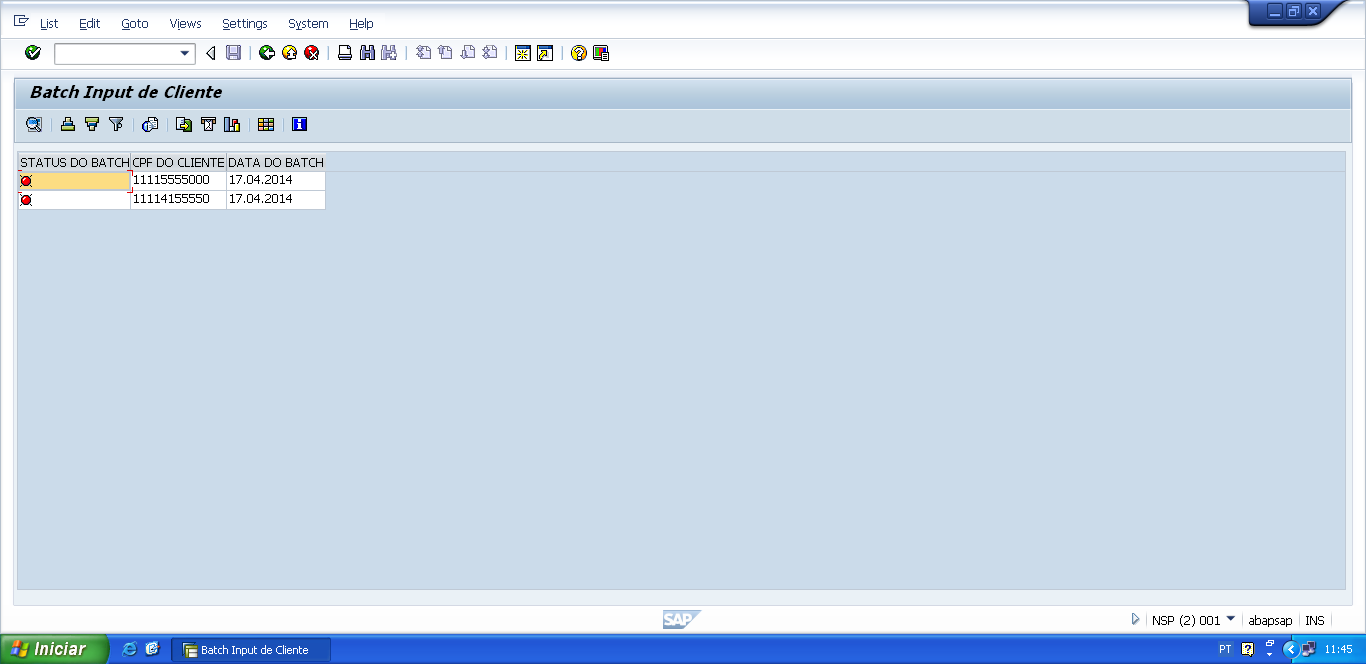 List Edit Goto Views Settings System Help
Batch Input de Cliente
STATUS DO BATCH CPF DO CLIENTE DATA DO BATCH
11115555000 17.04.2014
11114155550 17.04.2014
SAP
NSP (2) 001 abapsap INS
Iniciar Batch Input de Cliente PT 11:45